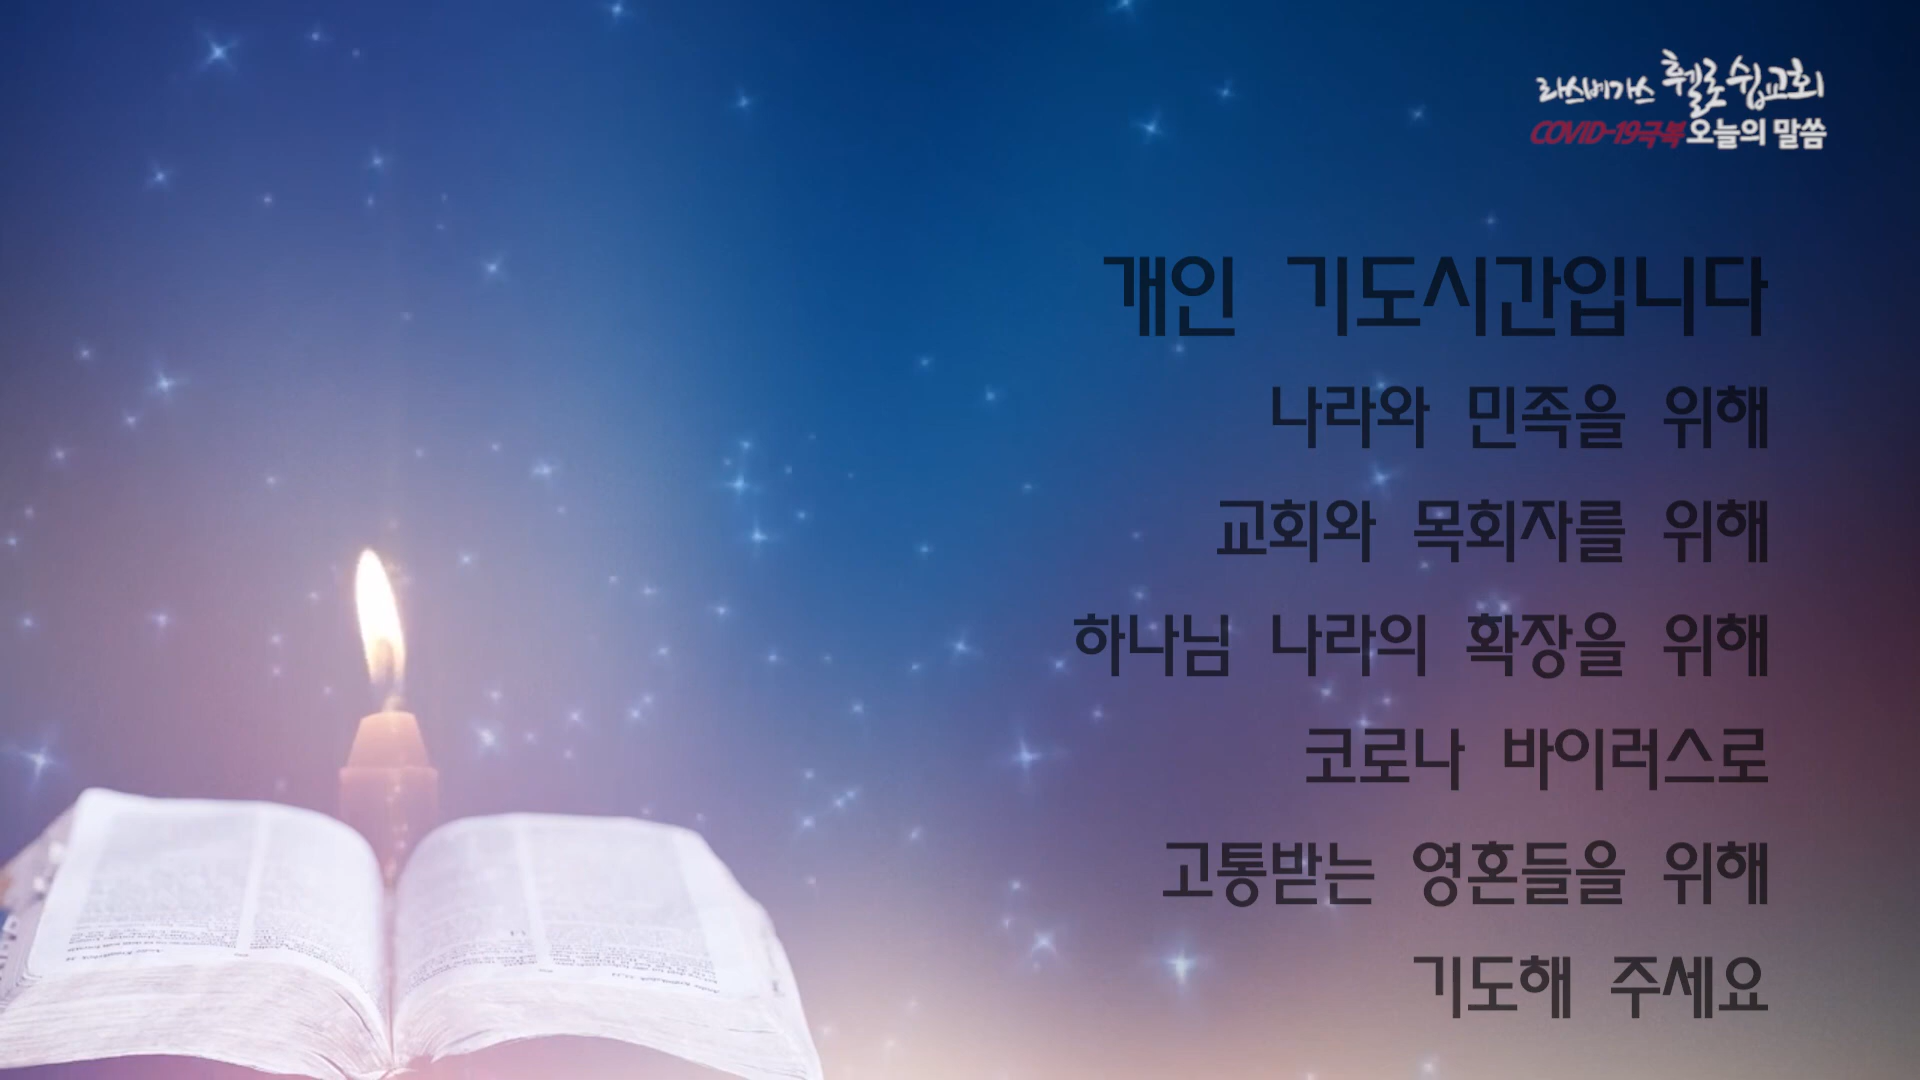 라스베가스 휄로쉽교회
COVID-19극복 오늘의 말씀
개인 기도시간입니다
나라와 민족을 위해
교회와 목회자를 위해
하나님 나라의 확장을 위해
코로나 바이러스로
고통받는 영혼들을 위해
기도해 주세요